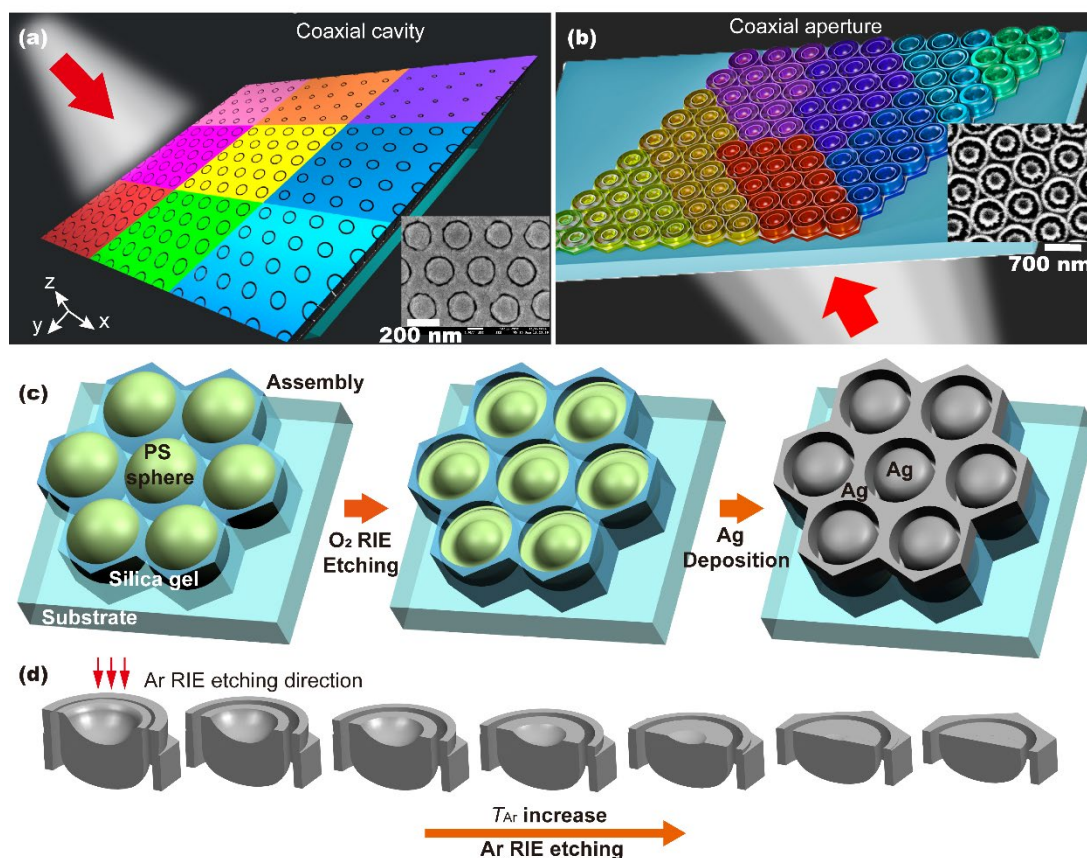 (a)
Coaxial cavity
z
y
x
200 nm
(b)
Coaxial aperture
700 nm
(c)
Assembly
PS
sphere
Silica gel
Substrate
O₂ RIE
Etching
Ag
Deposition
Ag
Ag
(d)
Ar RIE etching direction
TAr increase
Ar RIE etching